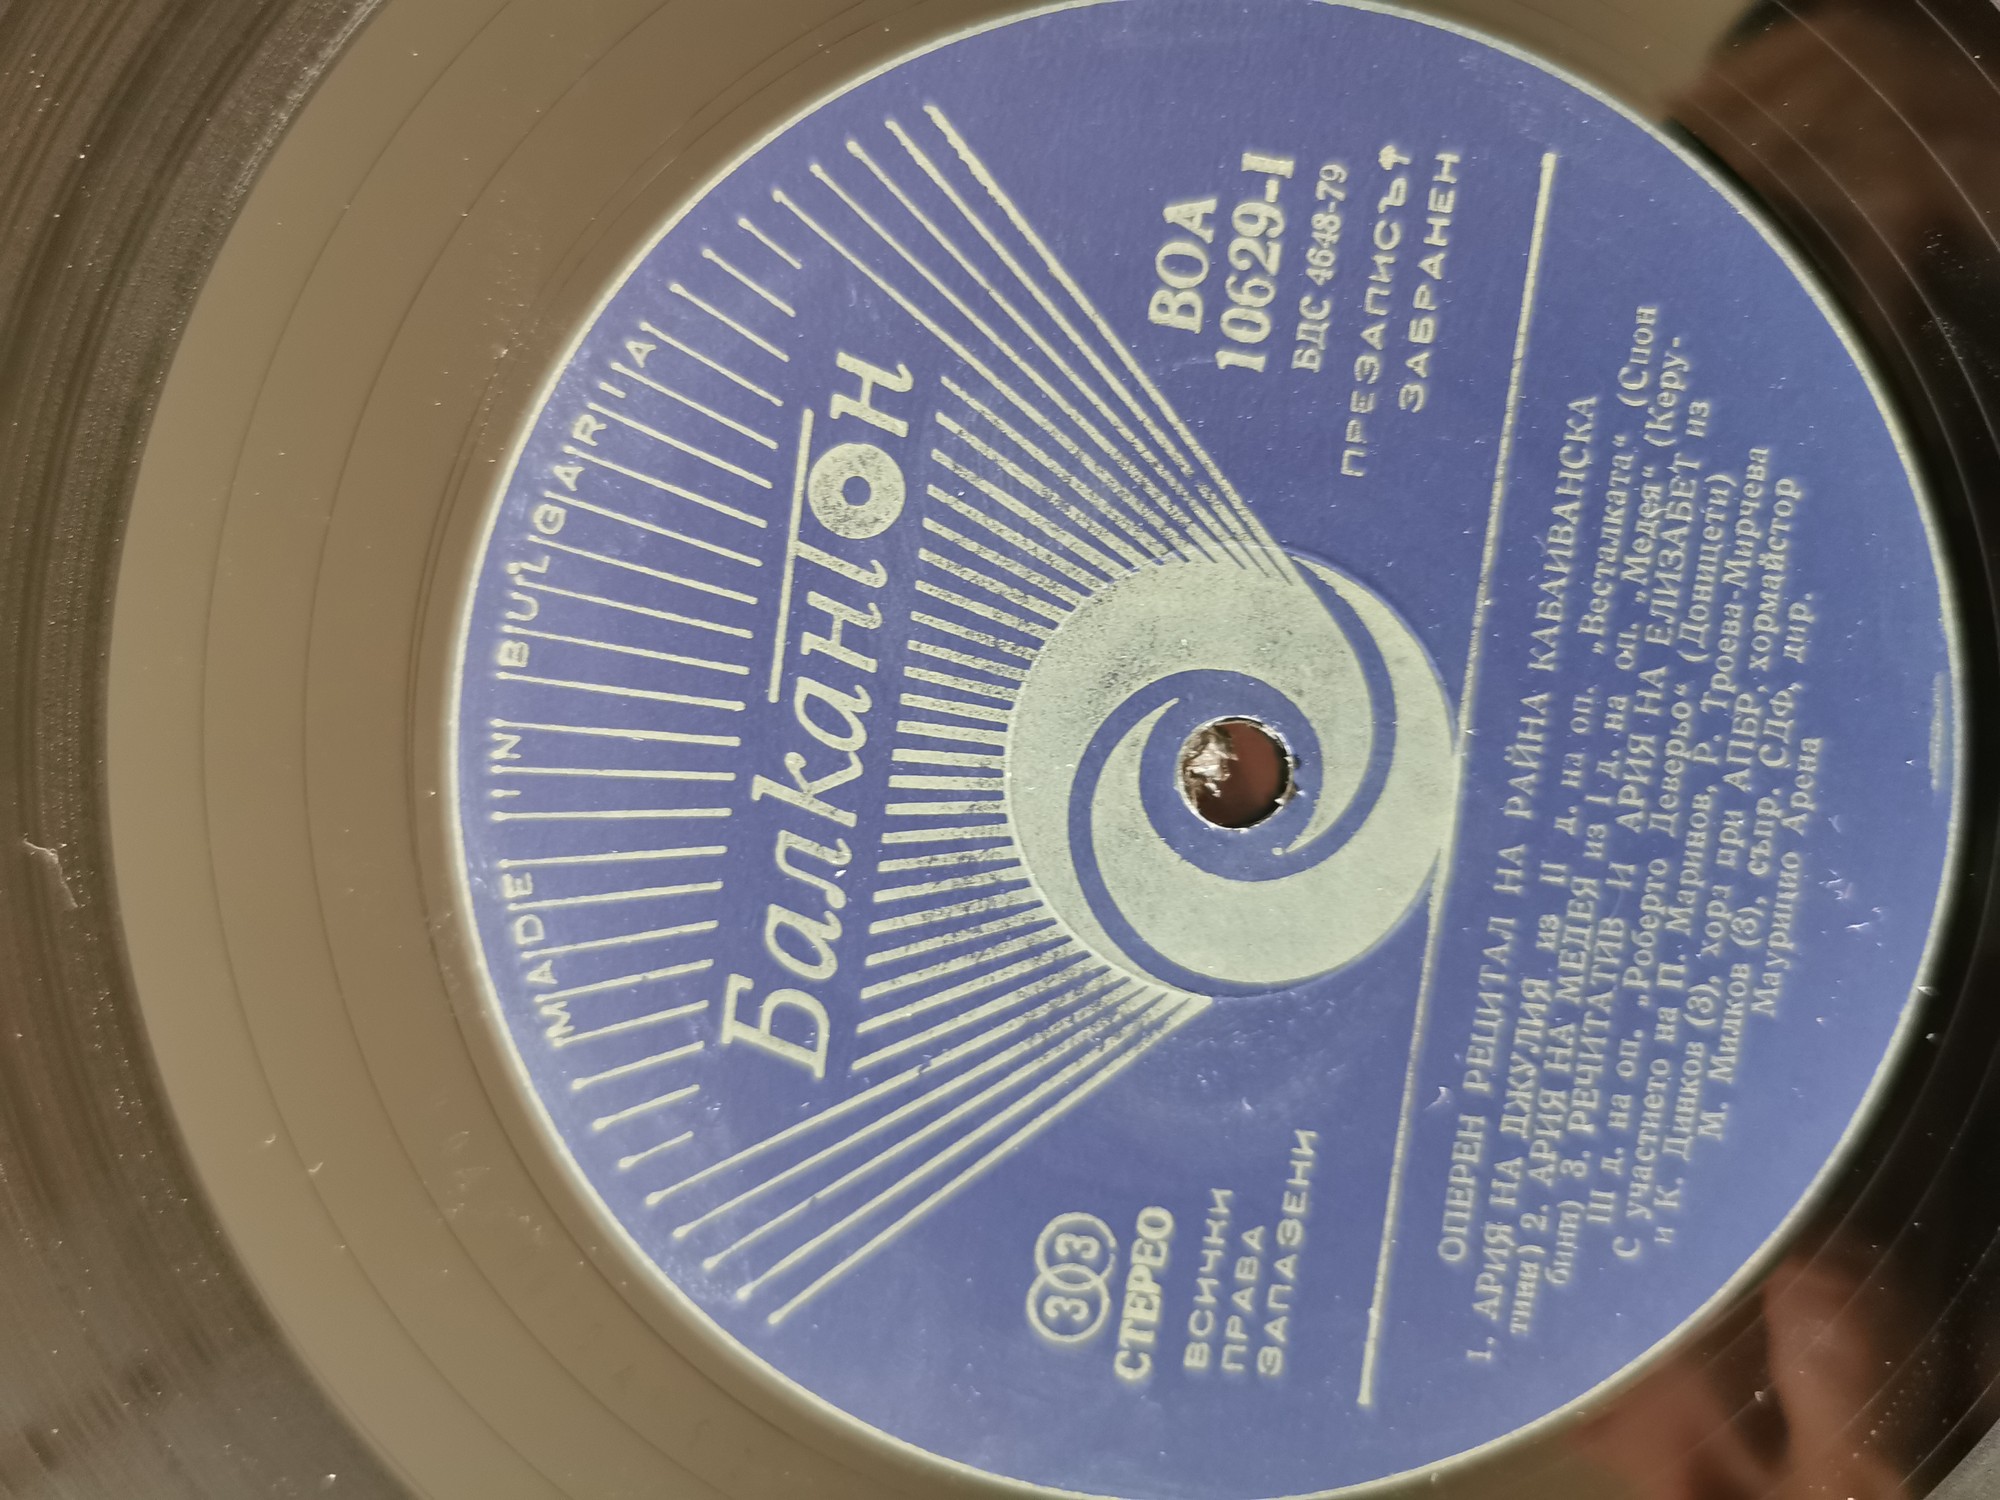 MADE IN BULGARIA
Балкантон
33
СТЕРЕО
ВСИЧКИ
ПРАВА
ЗАПАЗЕНИ
ВОА
10629-I
БДС 4648-79
ПРЕЗАПИСЪТ
ЗАБРАНЕН
ОПЕРЕН РЕЦИТАЛ НА РАЙНА КАБАИВАНСКА
1. АРИЯ НА ДЖУЛИЯ из II д. на оп. „Весталката“ (Спон
тини) 2. АРИЯ НА МЕДЕЯ из I д. на оп. „Медея“ (Керу-
бини) 3. РЕЧИТАТИВ И АРИЯ НА ЕЛИЗАБЕТ из
III д. на оп. „Роберто Деверьо“ (Доницети)
С участието на П. Маринов, Р. Троева-Мирчева
и К. Динков (3), хора при АПБР, хормайстор
М. Милков (3), съпр. СДФ, дир.
Маурицио Арена